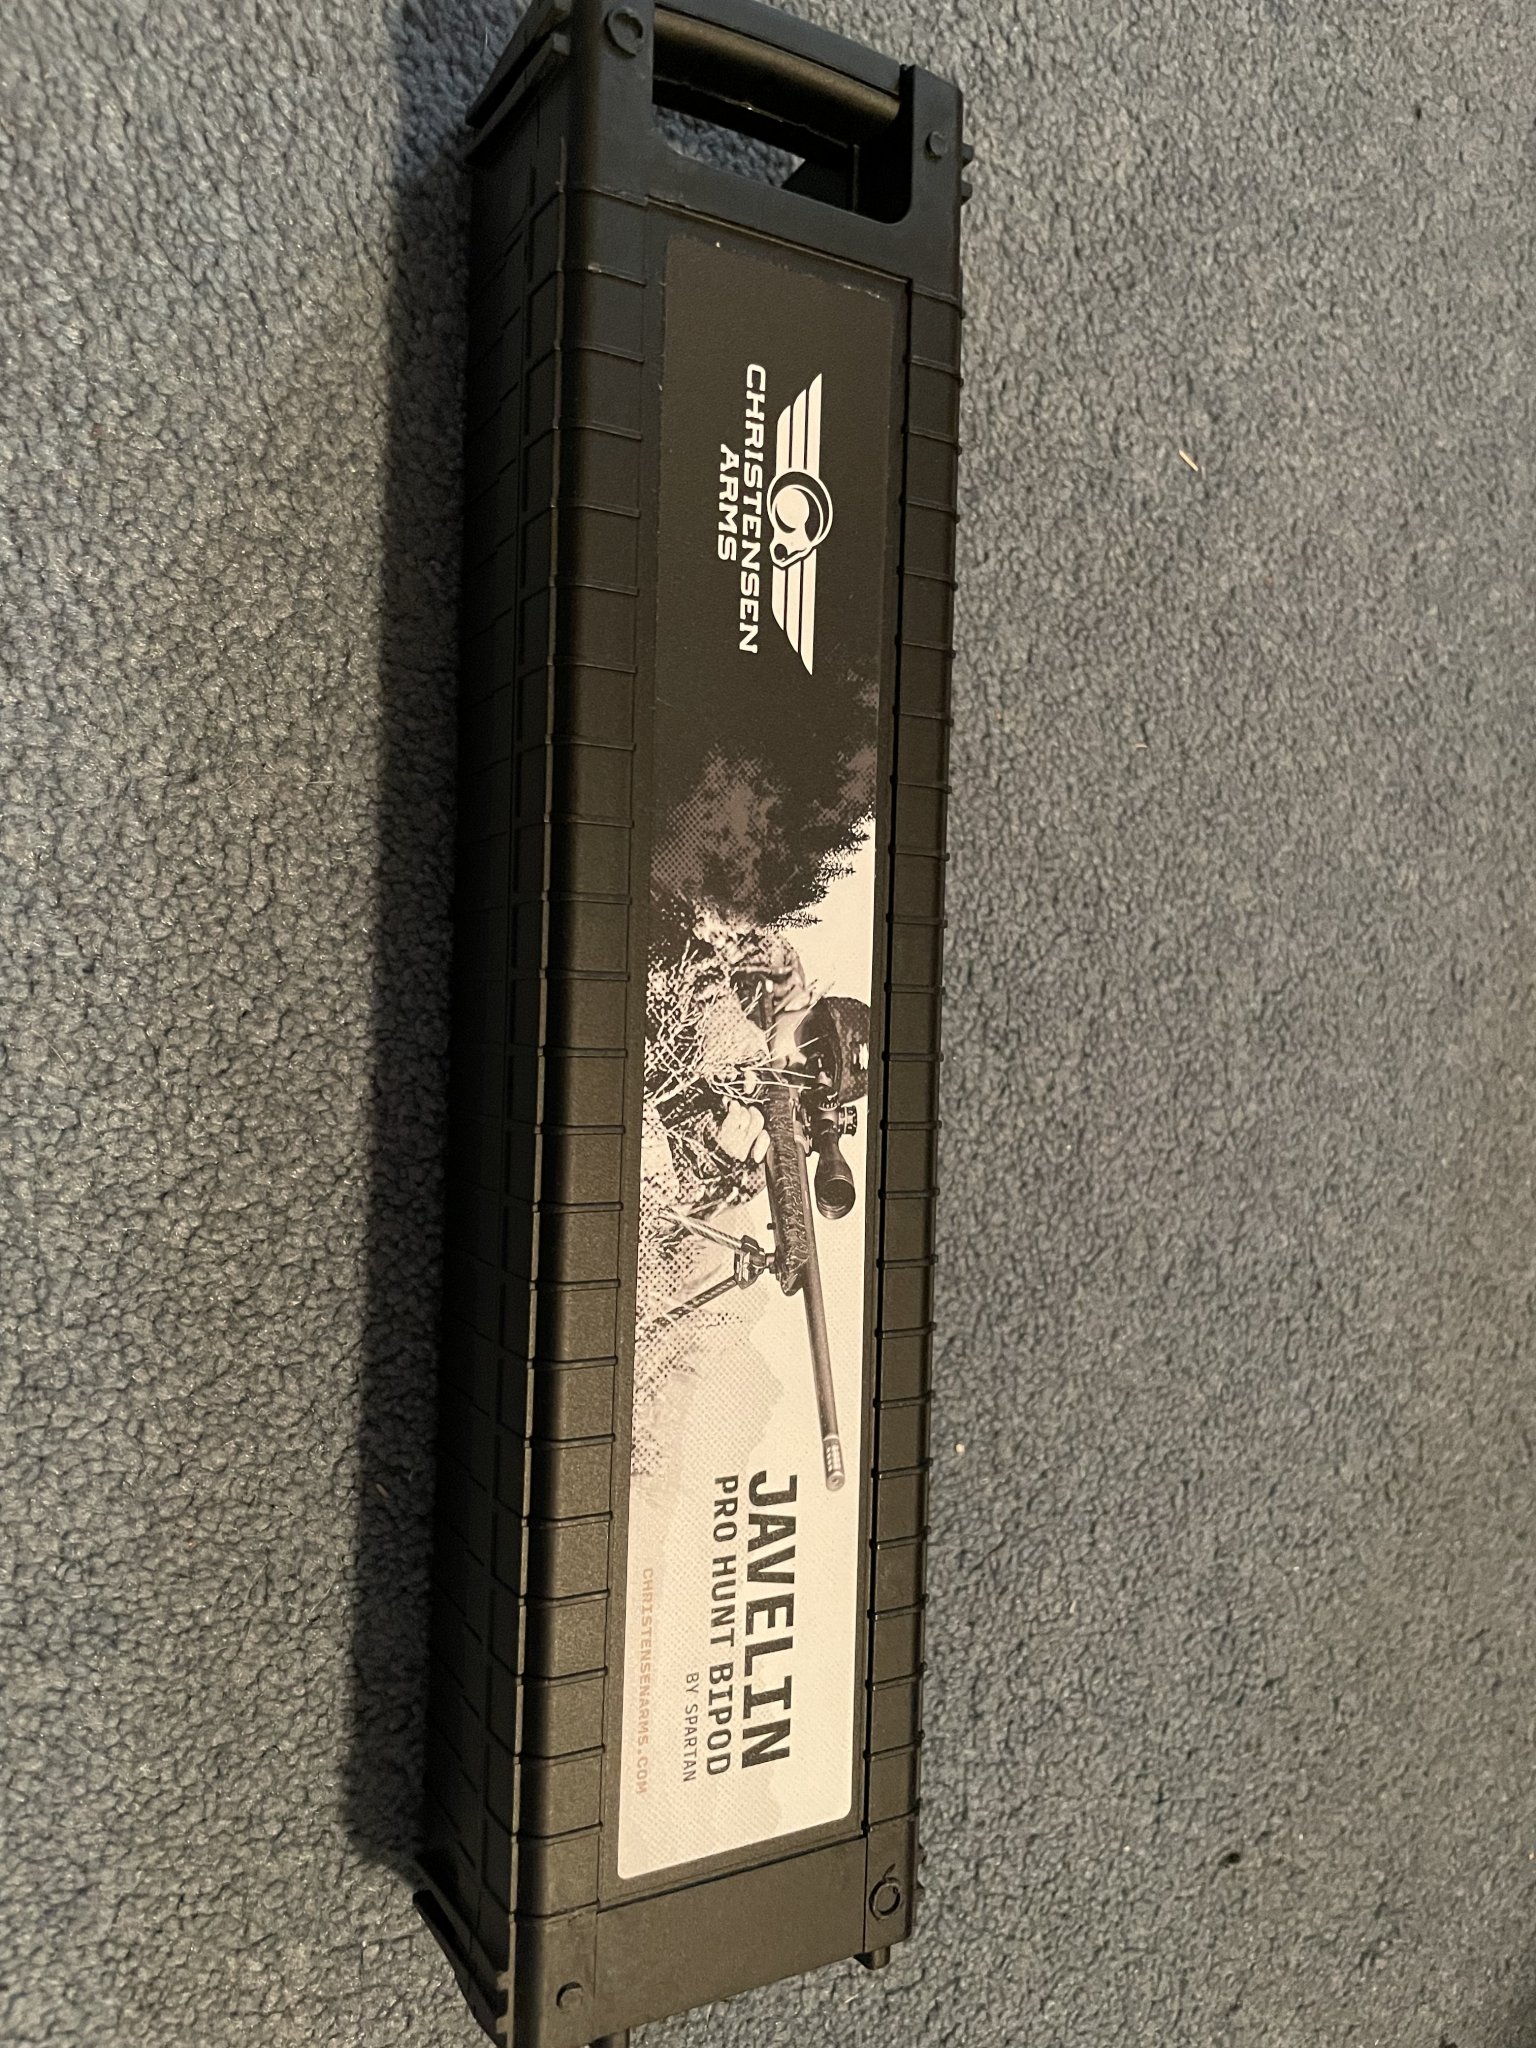 CHRISTENSEN
ARMS
JAVELIN
PRO HUNT BIPOD
BY SPARTAN
CHRISTENSENARMS.COM